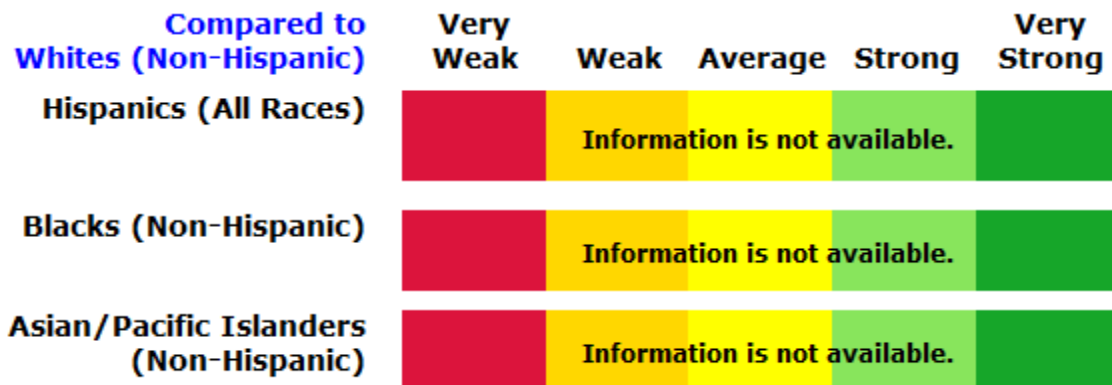 Compared to
Whites (Non-Hispanic)
Very
Weak
Weak
Average
Strong
Very
Strong
Hispanics (All Races)
Information is not available.
Blacks (Non-Hispanic)
Information is not available.
Asian/Pacific Islanders
(Non-Hispanic)
Information is not available.